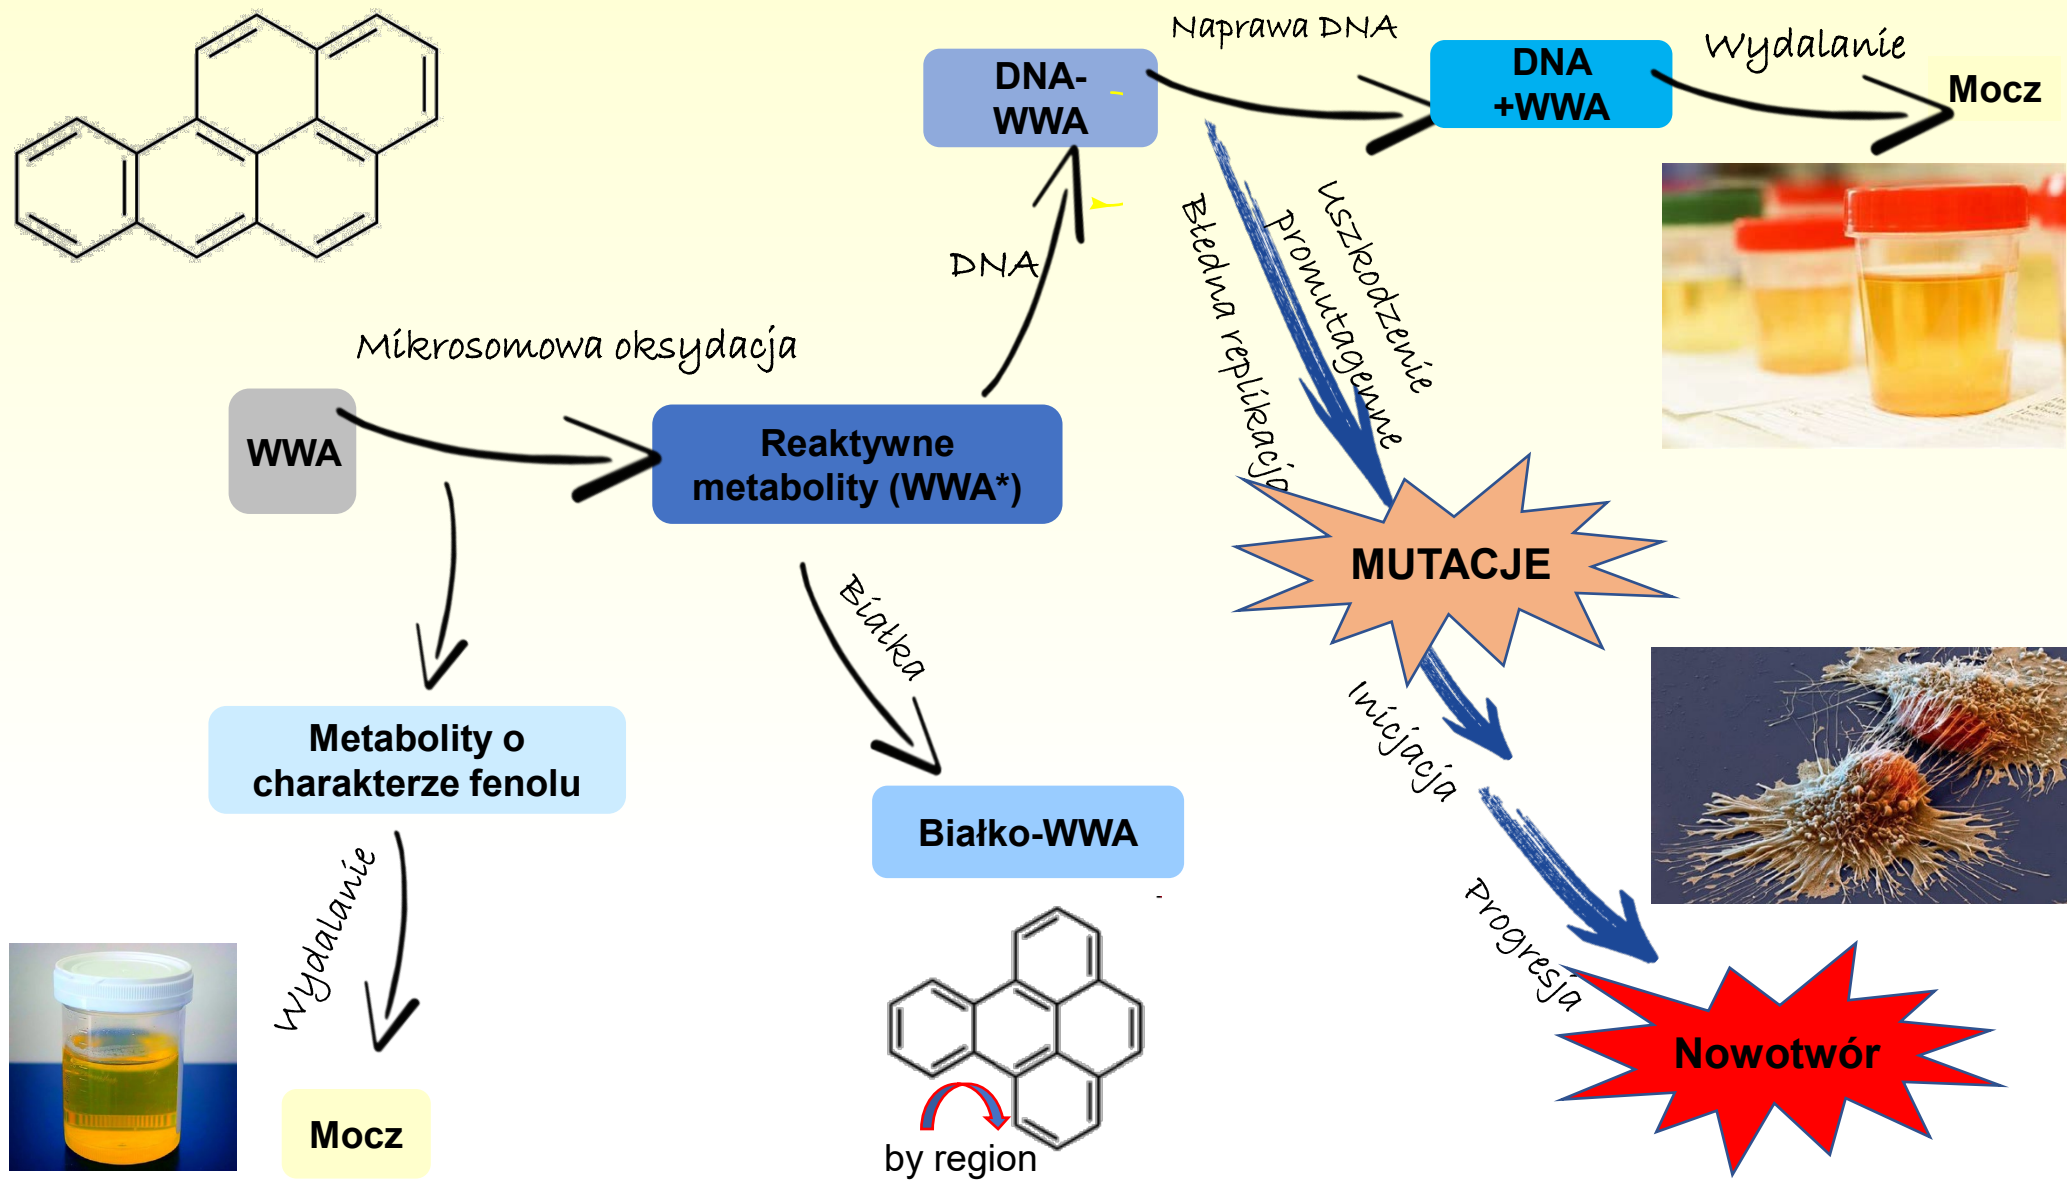 Naprawa DNA
Wydalanie
DNA-
WWA
DNA
+WWA
Mocz
DNA
Błedna replikacja
promutagenne
uszkodzenie
Mikrosomowa oksydacja
WWA
Reaktywne
metabolity (WWA*)
MUTACJE
Białka
Inicjacja
Metabolity o
charakterze fenolu
Białko-WWA
Progresja
Wydalanie
Nowotwór
Mocz
by region